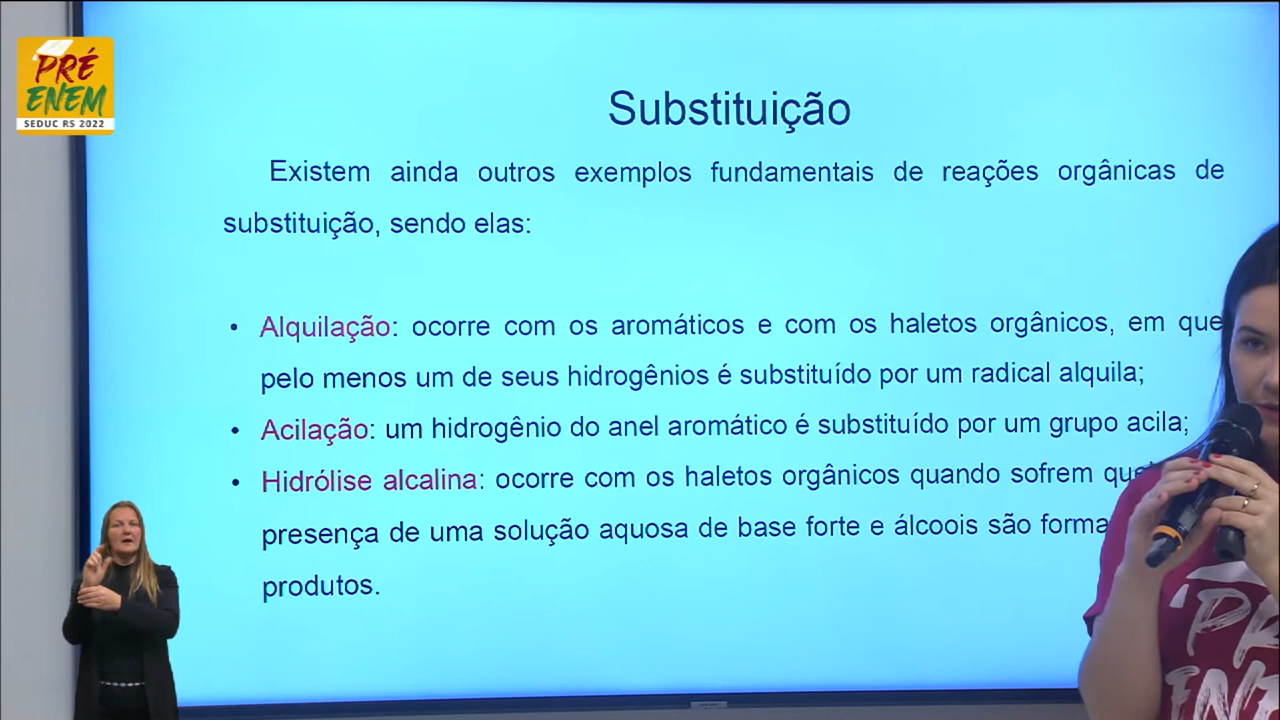 PRÉ
ENEM
SEDUC RS 2022
Substituição
Existem ainda outros exemplos fundamentais de reações orgânicas de
substituição, sendo elas:
• Alquilação: ocorre com os aromáticos e com os haletos orgânicos, em que
pelo menos um de seus hidrogênios é substituído por um radical alquila;
• Acilação: um hidrogênio do anel aromático é substituído por um grupo acila;
• Hidrólise alcalina: ocorre com os haletos orgânicos quando sofrem
presença de uma solução aquosa de base forte e álcoois são
produtos.